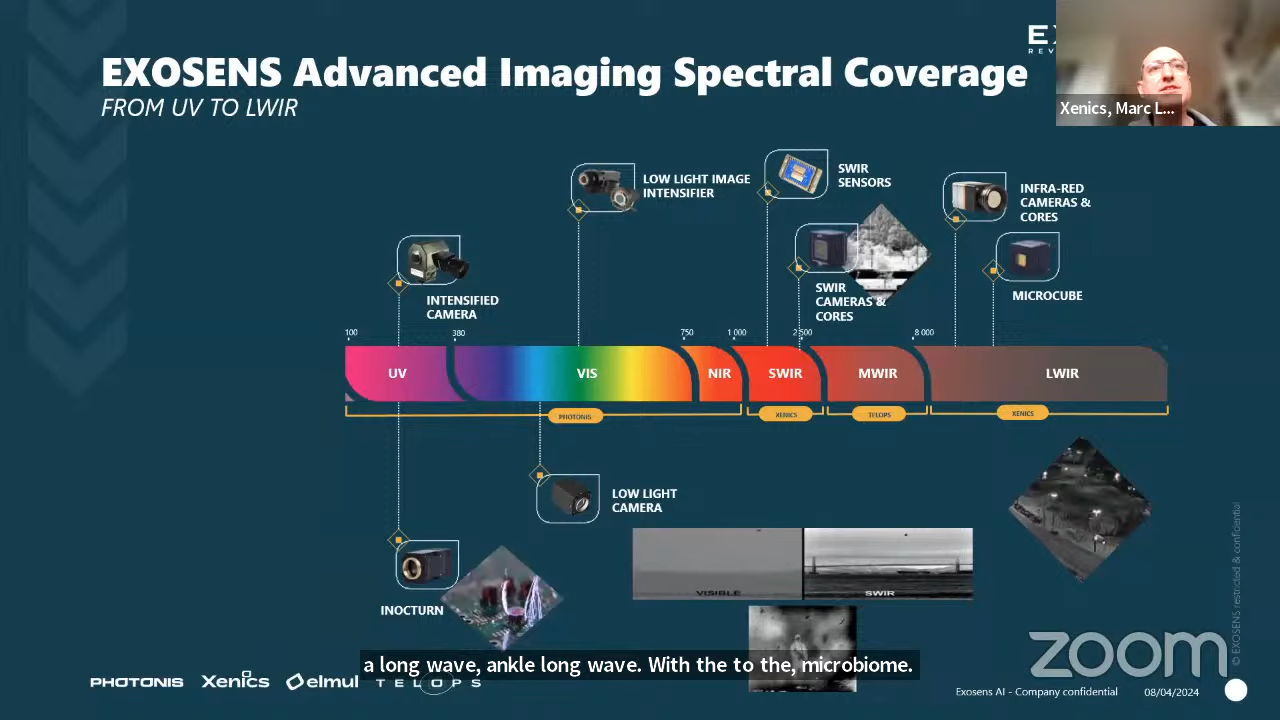 EXOSENS Advanced Imaging Spectral Coverage
FROM UV TO LWIR
Xenics, Marc L...
LOW LIGHT IMAGE
INTENSIFIER
SWIR
SENSORS
INFRA-RED
CAMERAS &
CORES
INTENSIFIED
CAMERA
SWIR
CAMERAS &
CORES
MICROCUBE
100
380
750
1 000
2 500
8 000
UV
VIS
NIR
SWIR
MWIR
LWIR
PHOTONIS
XENICS
TELOPS
XENICS
LOW LIGHT
CAMERA
INOCTURN
VISIBLE
SWIR
a long wave, ankle long wave. With the to the, microbiome.
PHOTONIS
Xenics
elmul
TELOPS
zoom
Exosens AI - Company confidential
08/04/2024
© EXOSENS restricted & confidential